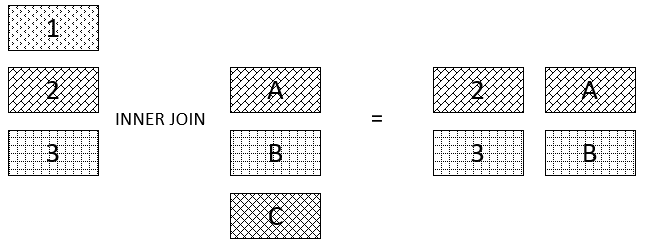 1
2 A 2 A
INNER JOIN =
3 B 3 B
C